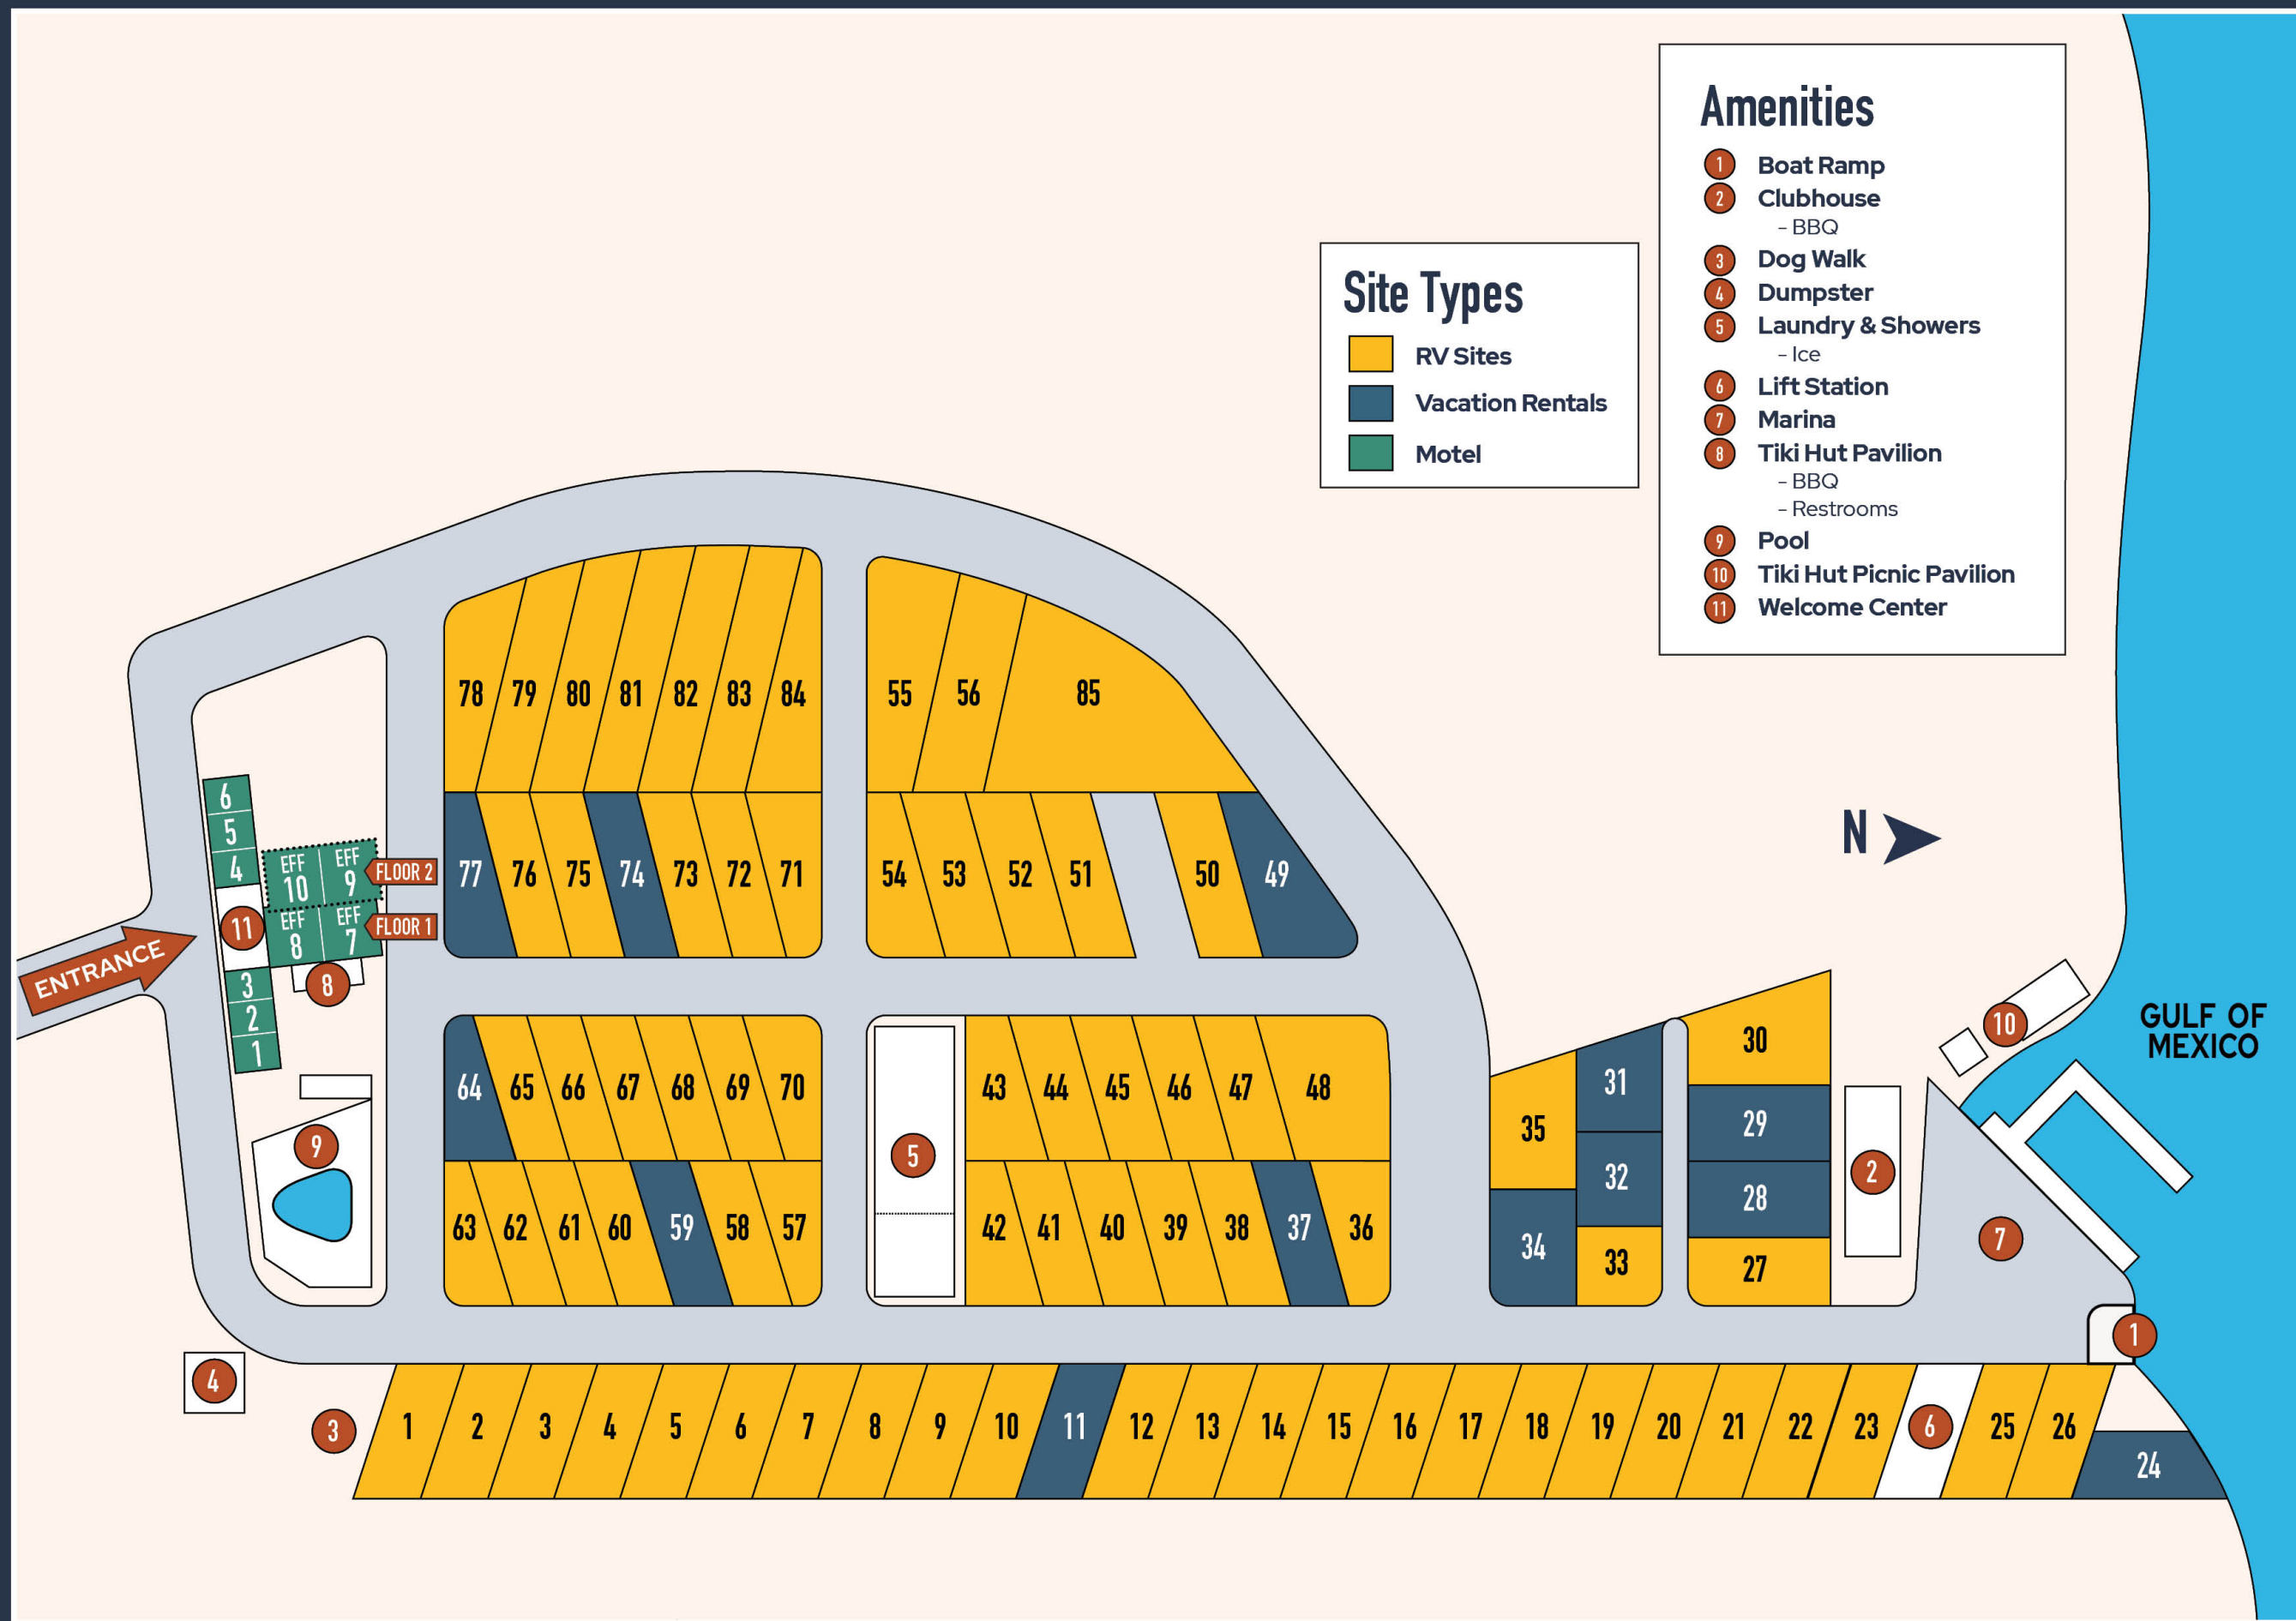 Amenities
1 Boat Ramp
2 Clubhouse
- BBQ
3 Dog Walk
4 Dumpster
5 Laundry & Showers
- Ice
6 Lift Station
7 Marina
8 Tiki Hut Pavilion
- BBQ
- Restrooms
9 Pool
10 Tiki Hut Picnic Pavilion
11 Welcome Center
Site Types
RV Sites
Vacation Rentals
Motel
78 79 80 81 82 83 84
55 56 85
77 76 75 74 73 72 71
54 53 52 51 50 49
N
6
5
4
11
3
2
1
EFF 10
EFF 9
FLOOR 2
EFF 8
EFF 7
FLOOR 1
8
ENTRANCE
9
64 65 66 67 68 69 70
63 62 61 60 59 58 57
5
43 44 45 46 47 48
42 41 40 39 38 37 36
35
34
31
32
33
30
29
28
27
2
10
GULF OF
MEXICO
7
1
4
3
1 2 3 4 5 6 7 8 9 10 11 12 13 14 15 16 17 18 19 20 21 22 23 6 25 26
24